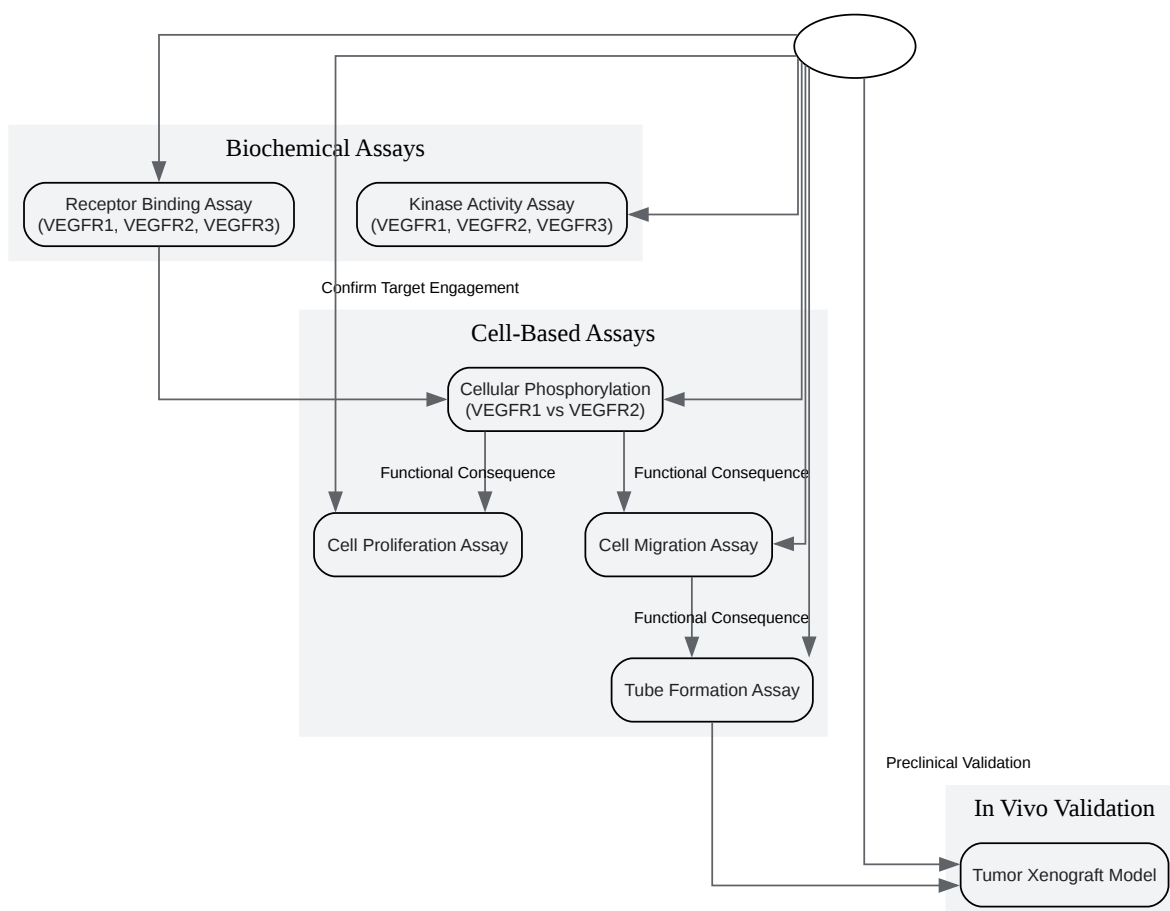 Biochemical Assays
Receptor Binding Assay
(VEGFR1, VEGFR2, VEGFR3)
Kinase Activity Assay
(VEGFR1, VEGFR2, VEGFR3)
Confirm Target Engagement
Cell-Based Assays
Cellular Phosphorylation
(VEGFR1 vs VEGFR2)
Functional Consequence
Functional Consequence
Cell Proliferation Assay
Cell Migration Assay
Functional Consequence
Tube Formation Assay
Preclinical Validation
In Vivo Validation
Tumor Xenograft Model